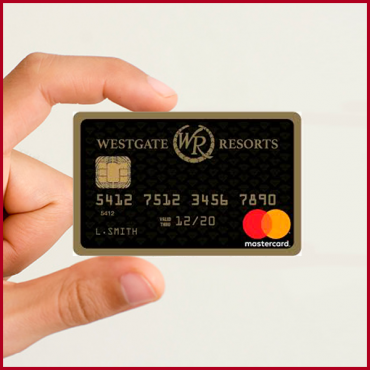 WESTGATE WR RESORTS
5412 7512 3456 7890
5412
VALID THRU 12/20
L.SMITH
mastercard